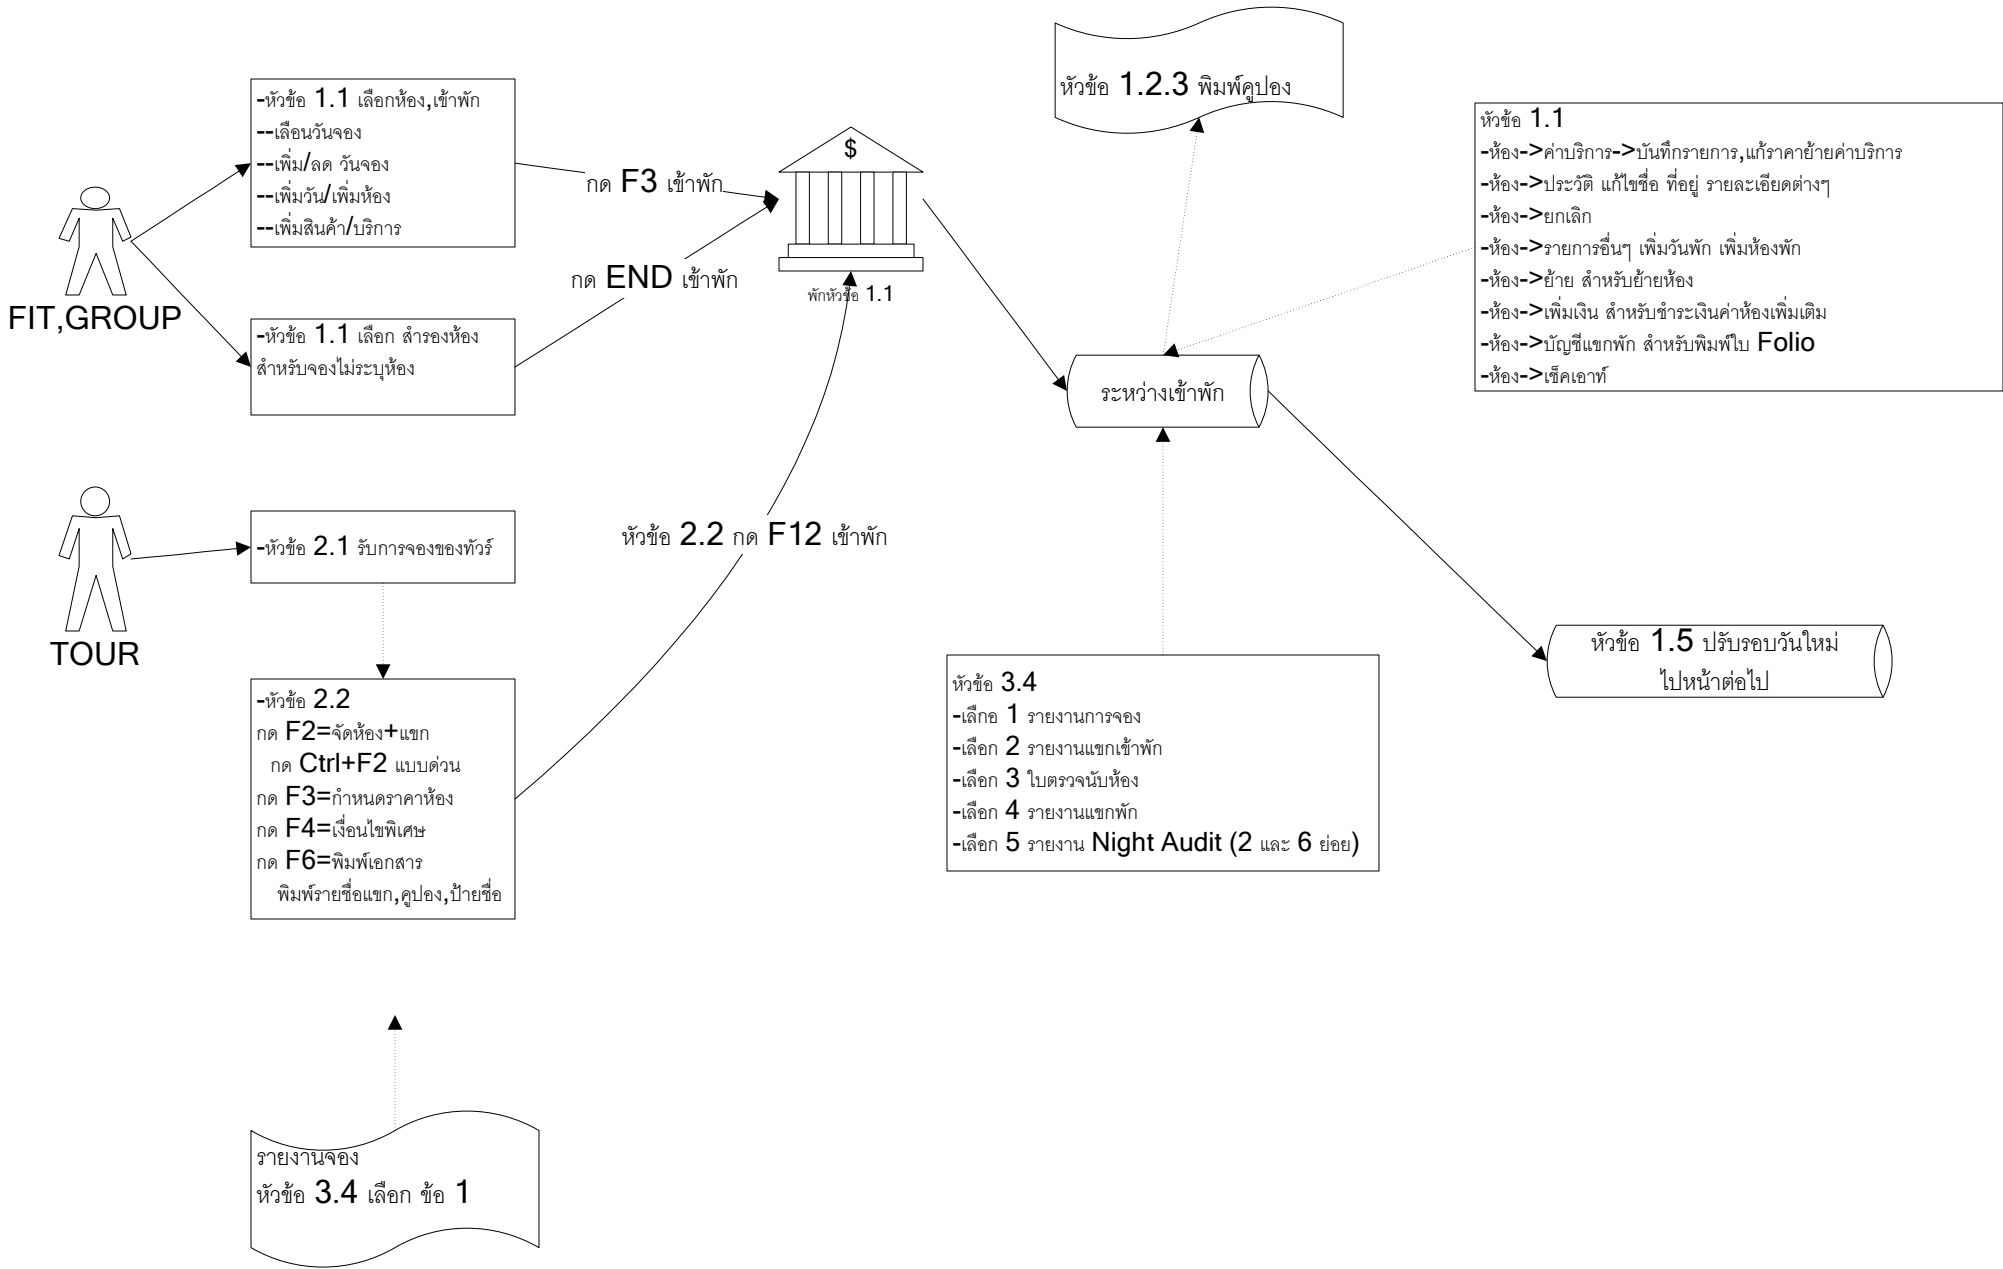 -หัวข้อ 1.1 เลือกห้อง,เข้าพัก
--เลือนวันจอง
--เพิ่ม/ลด วันจอง
--เพิ่มวัน/เพิ่มห้อง
--เพิ่มสินค้า/บริการ
FIT,GROUP
-หัวข้อ 1.1 เลือก สำรองห้อง
สำหรับจองไม่ระบุห้อง
กด F3 เข้าพัก
กด END เข้าพัก
$
พักหัวข้อ 1.1
หัวข้อ 1.2.3 พิมพ์คูปอง
หัวข้อ 1.1
-ห้อง->ค่าบริการ->บันทึกรายการ,แก้ราคาย้ายค่าบริการ
-ห้อง->ประวัติ แก้ไขชื่อ ที่อยู่ รายละเอียดต่างๆ
-ห้อง->ยกเลิก
-ห้อง->รายการอื่นๆ เพิ่มวันพัก เพิ่มห้องพัก
-ห้อง->ย้าย สำหรับย้ายห้อง
-ห้อง->เพิ่มเงิน สำหรับชำระเงินค่าห้องเพิ่มเติม
-ห้อง->บัญชีแขกพัก สำหรับพิมพ์ใบ Folio
-ห้อง->เช็คเอาท์
ระหว่างเข้าพัก
TOUR
-หัวข้อ 2.1 รับการจองของทัวร์
หัวข้อ 2.2 กด F12 เข้าพัก
-หัวข้อ 2.2
กด F2=จัดห้อง+แขก
กด Ctrl+F2 แบบด่วน
กด F3=กำหนดราคาห้อง
กด F4=เงื่อนไขพิเศษ
กด F6=พิมพ์เอกสาร
พิมพ์รายชื่อแขก,คูปอง,ป้ายชื่อ
หัวข้อ 3.4
-เลืกอ 1 รายงานการจอง
-เลือก 2 รายงานแขกเข้าพัก
-เลือก 3 ใบตรวจนับห้อง
-เลือก 4 รายงานแขกพัก
-เลือก 5 รายงาน Night Audit (2 และ 6 ย่อย)
หัวข้อ 1.5 ปรับรอบวันใหม่
ไปหน้าต่อไป
รายงานจอง
หัวข้อ 3.4 เลือก ข้อ 1